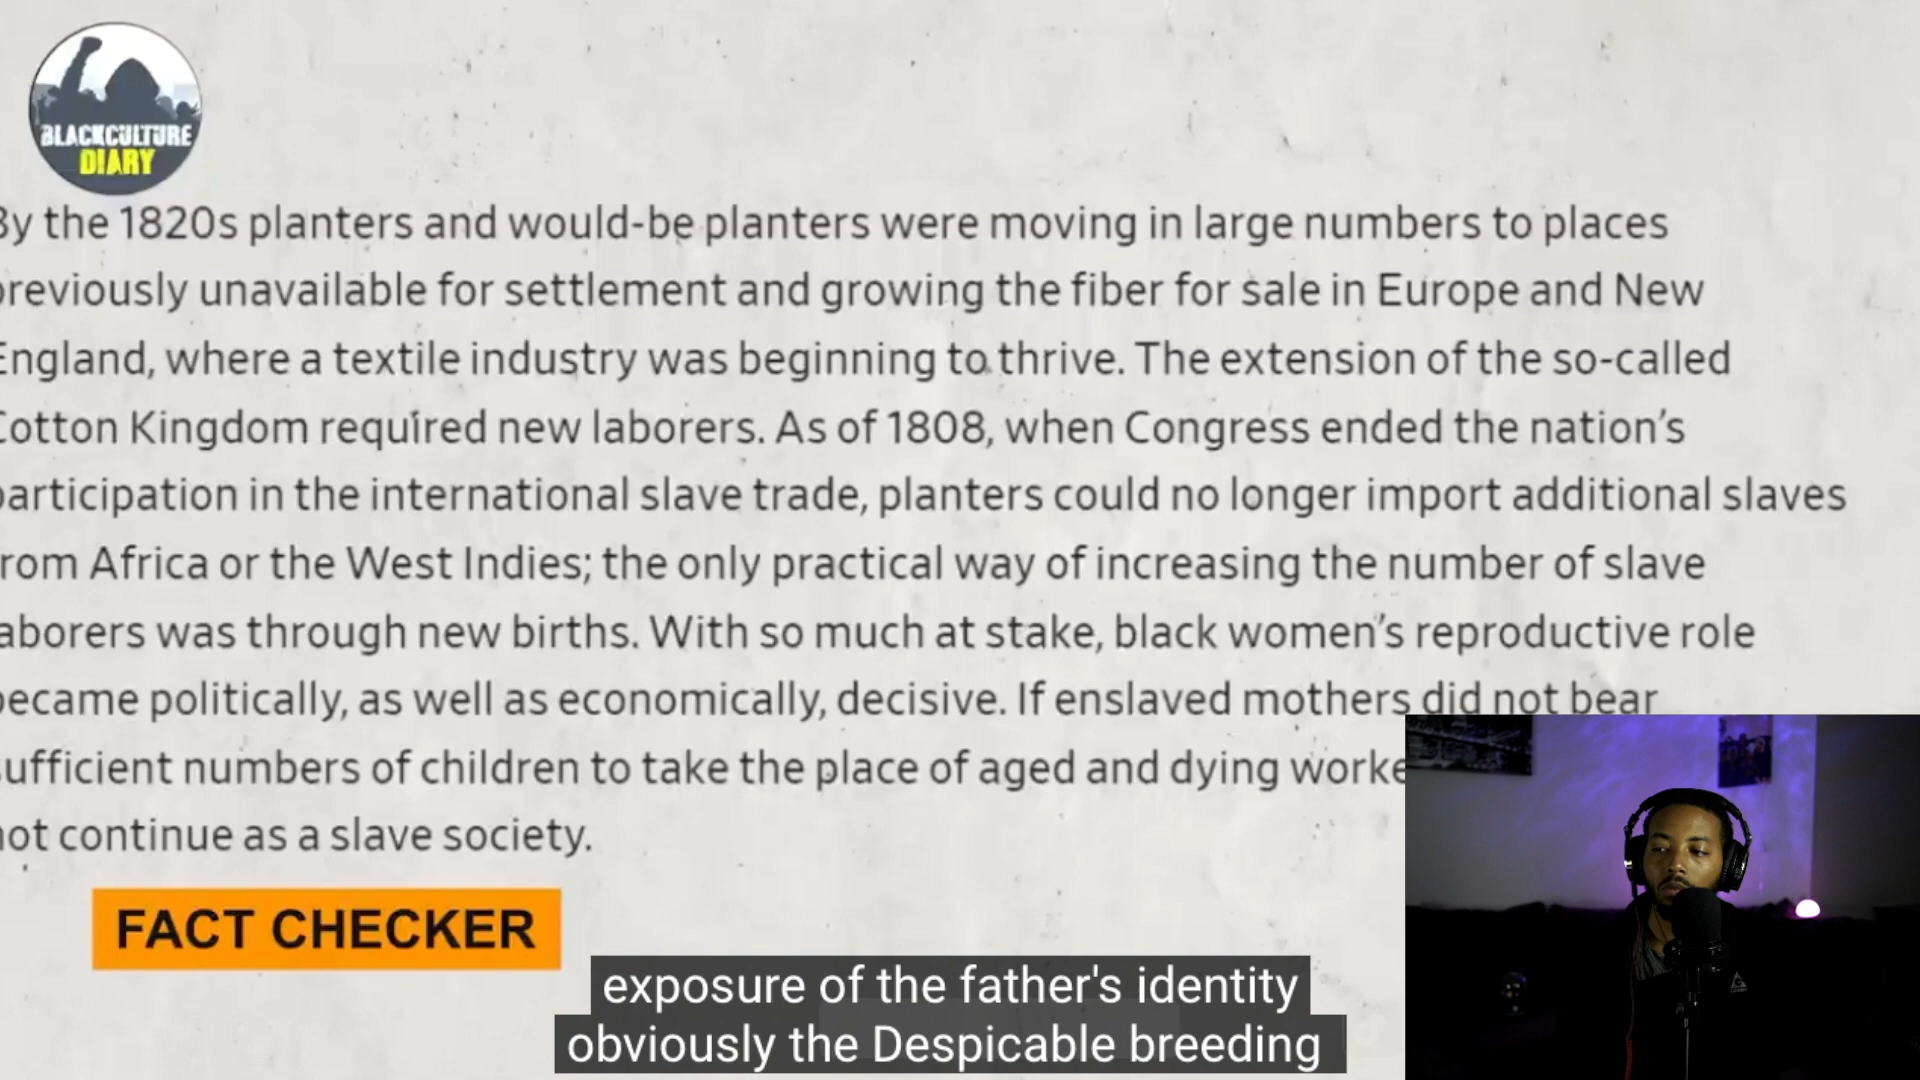 BLACKCULTURE
DIARY
By the 1820s planters and would-be planters were moving in large numbers to places
previously unavailable for settlement and growing the fiber for sale in Europe and New
England, where a textile industry was beginning to thrive. The extension of the so-called
Cotton Kingdom required new laborers. As of 1808, when Congress ended the nation's
participation in the international slave trade, planters could no longer import additional slaves
from Africa or the West Indies; the only practical way of increasing the number of slave
laborers was through new births. With so much at stake, black women's reproductive role
became politically, as well as economically, decisive. If enslaved mothers did not bear
sufficient numbers of children to take the place of aged and dying worke
not continue as a slave society.
FACT CHECKER
exposure of the father's identity
obviously the Despicable breeding